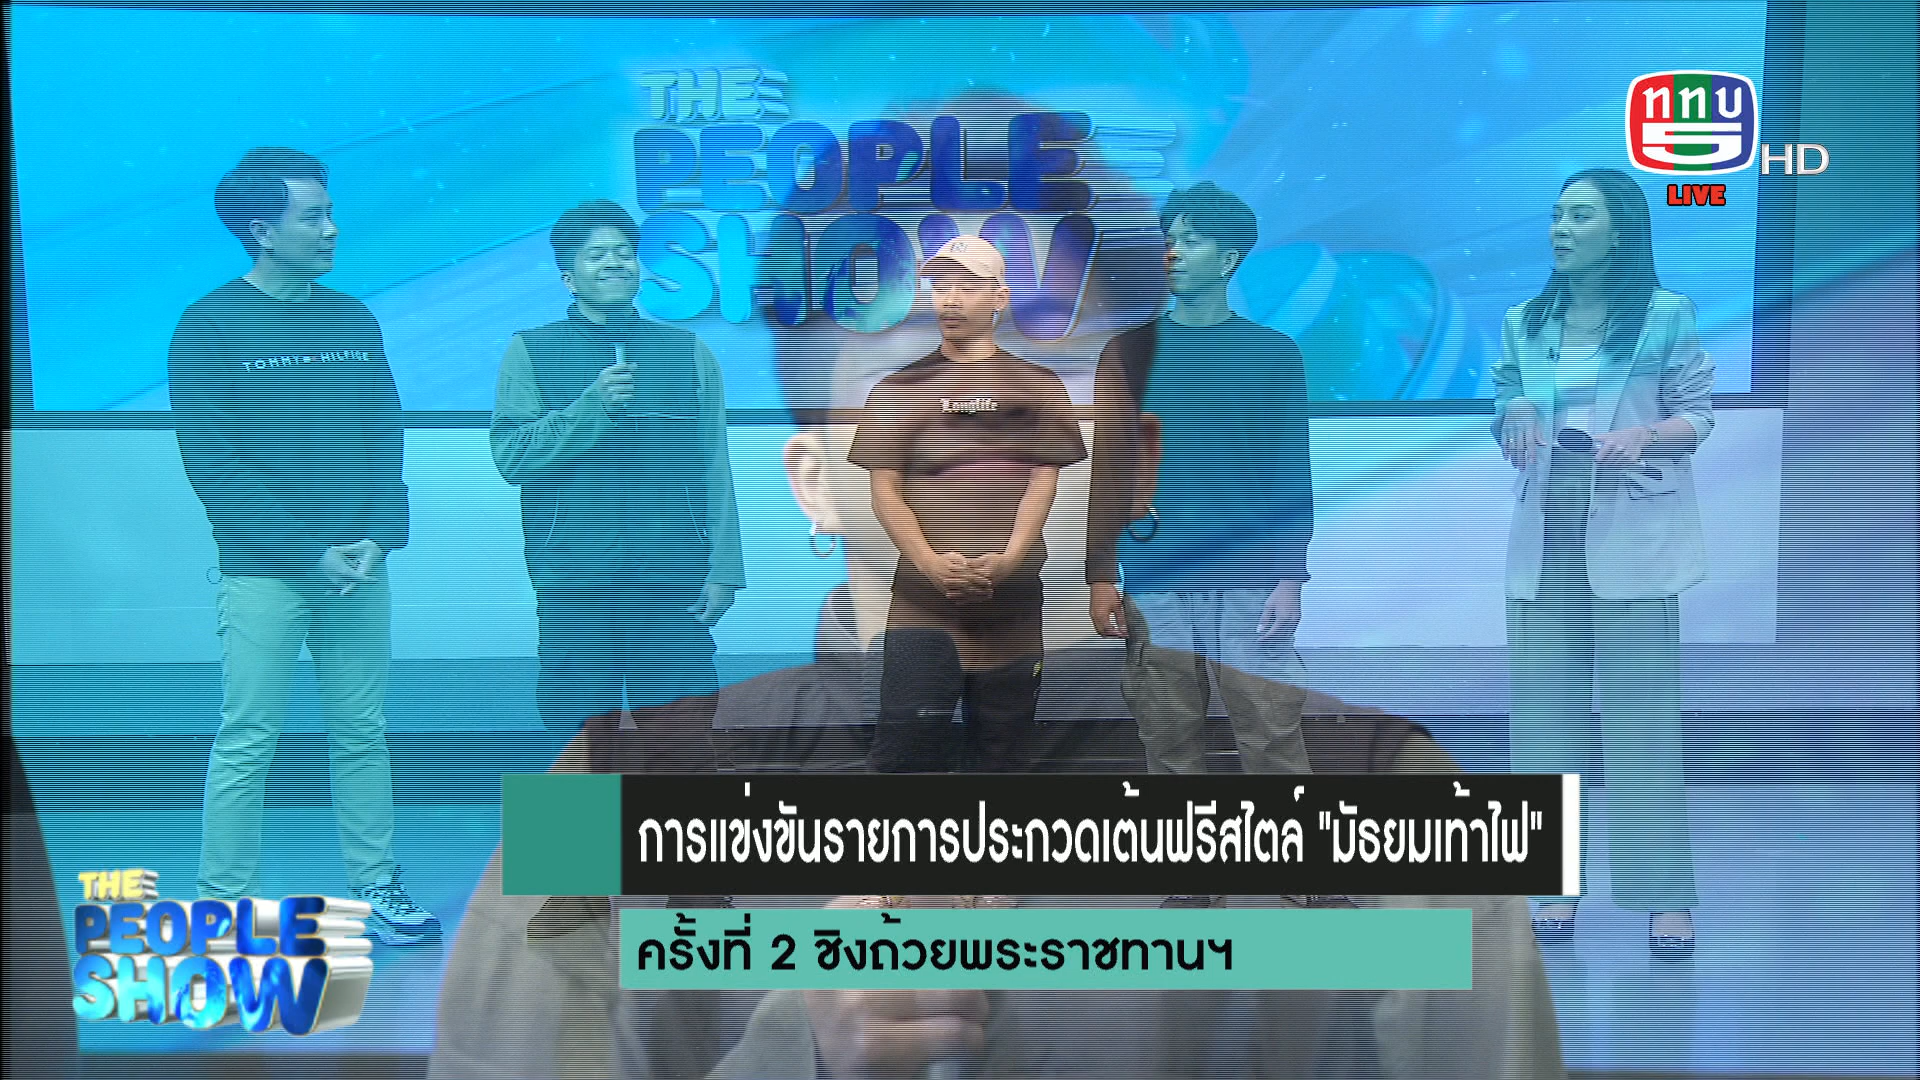 THE
PEOPLE
SHOW
ททบ
5
HD
LIVE
TOMMY HILFIGE
Longlife
การแข่งขันรายการประกวดเต้นฟรีสไตล์ "มัธยมเท้าไฟ"
ครั้งที่ 2 ชิงถ้วยพระราชทานฯ
THE
PEOPLE
SHOW